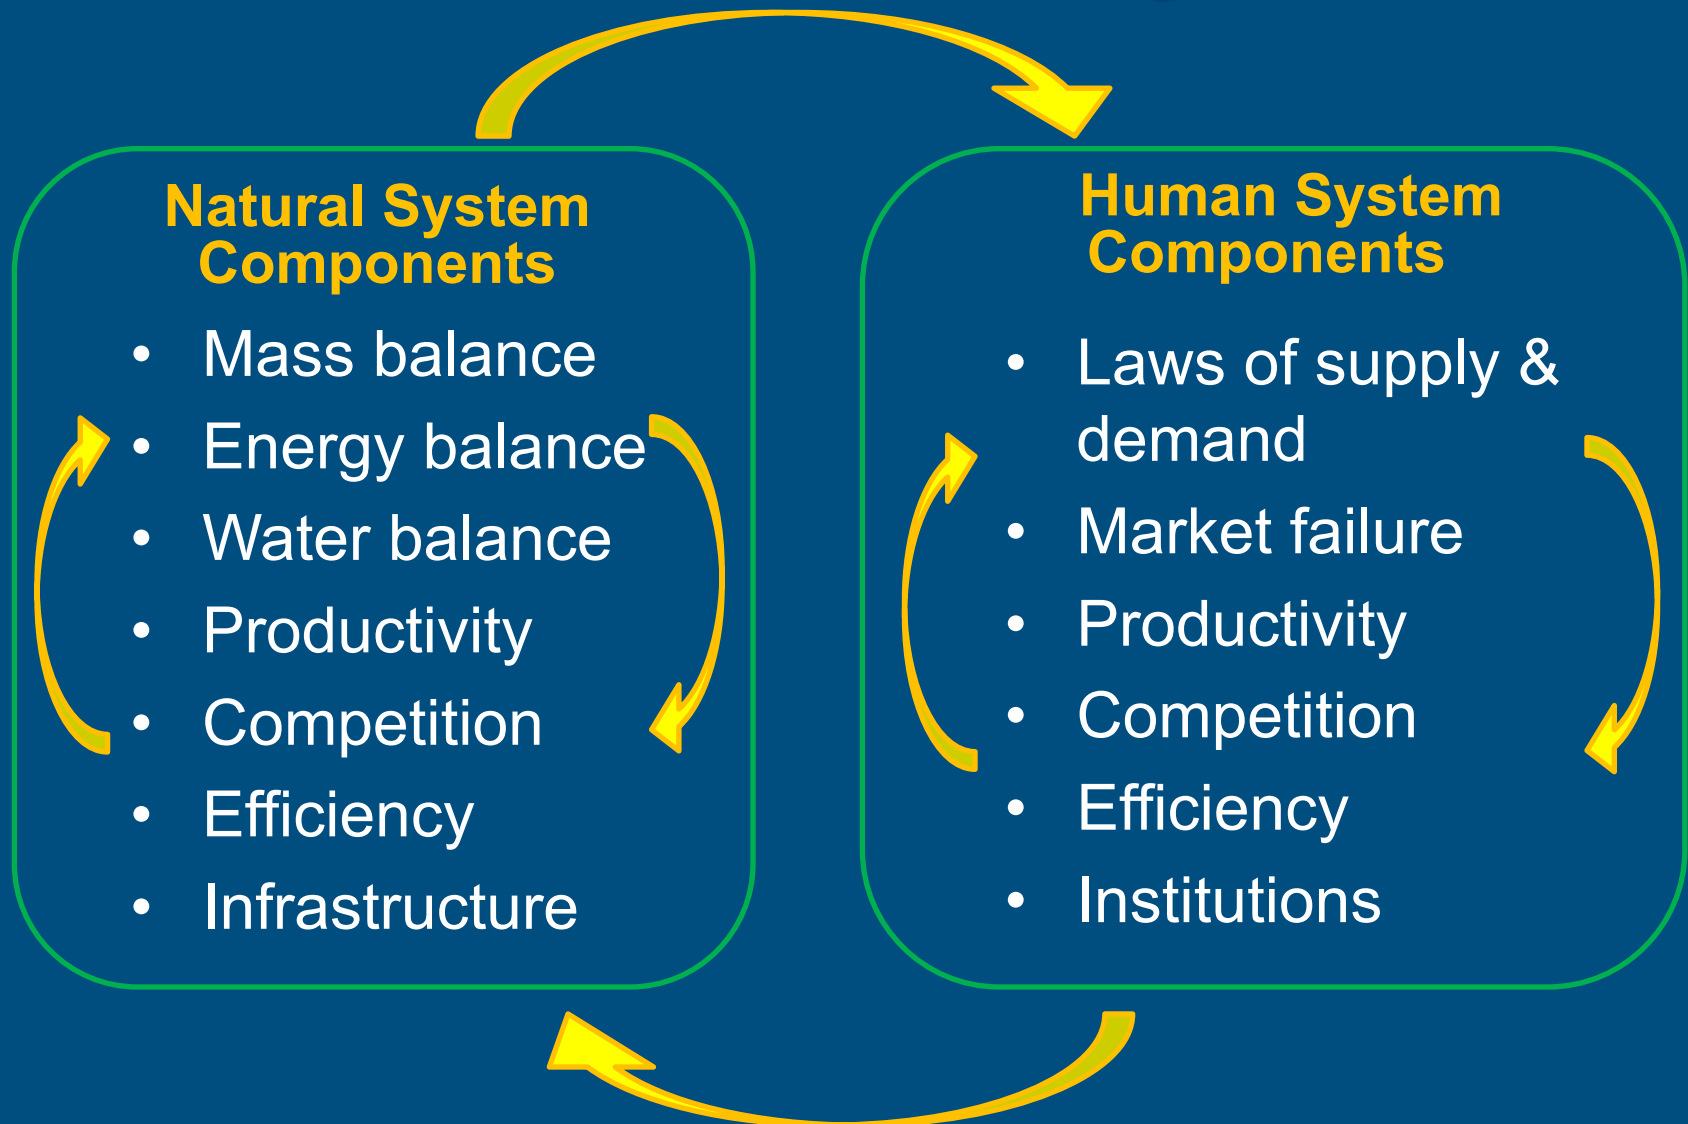 Natural System
Components
• Mass balance
• Energy balance
• Water balance
• Productivity
• Competition
• Efficiency
• Infrastructure
Human System
Components
• Laws of supply &
demand
• Market failure
• Productivity
• Competition
• Efficiency
• Institutions